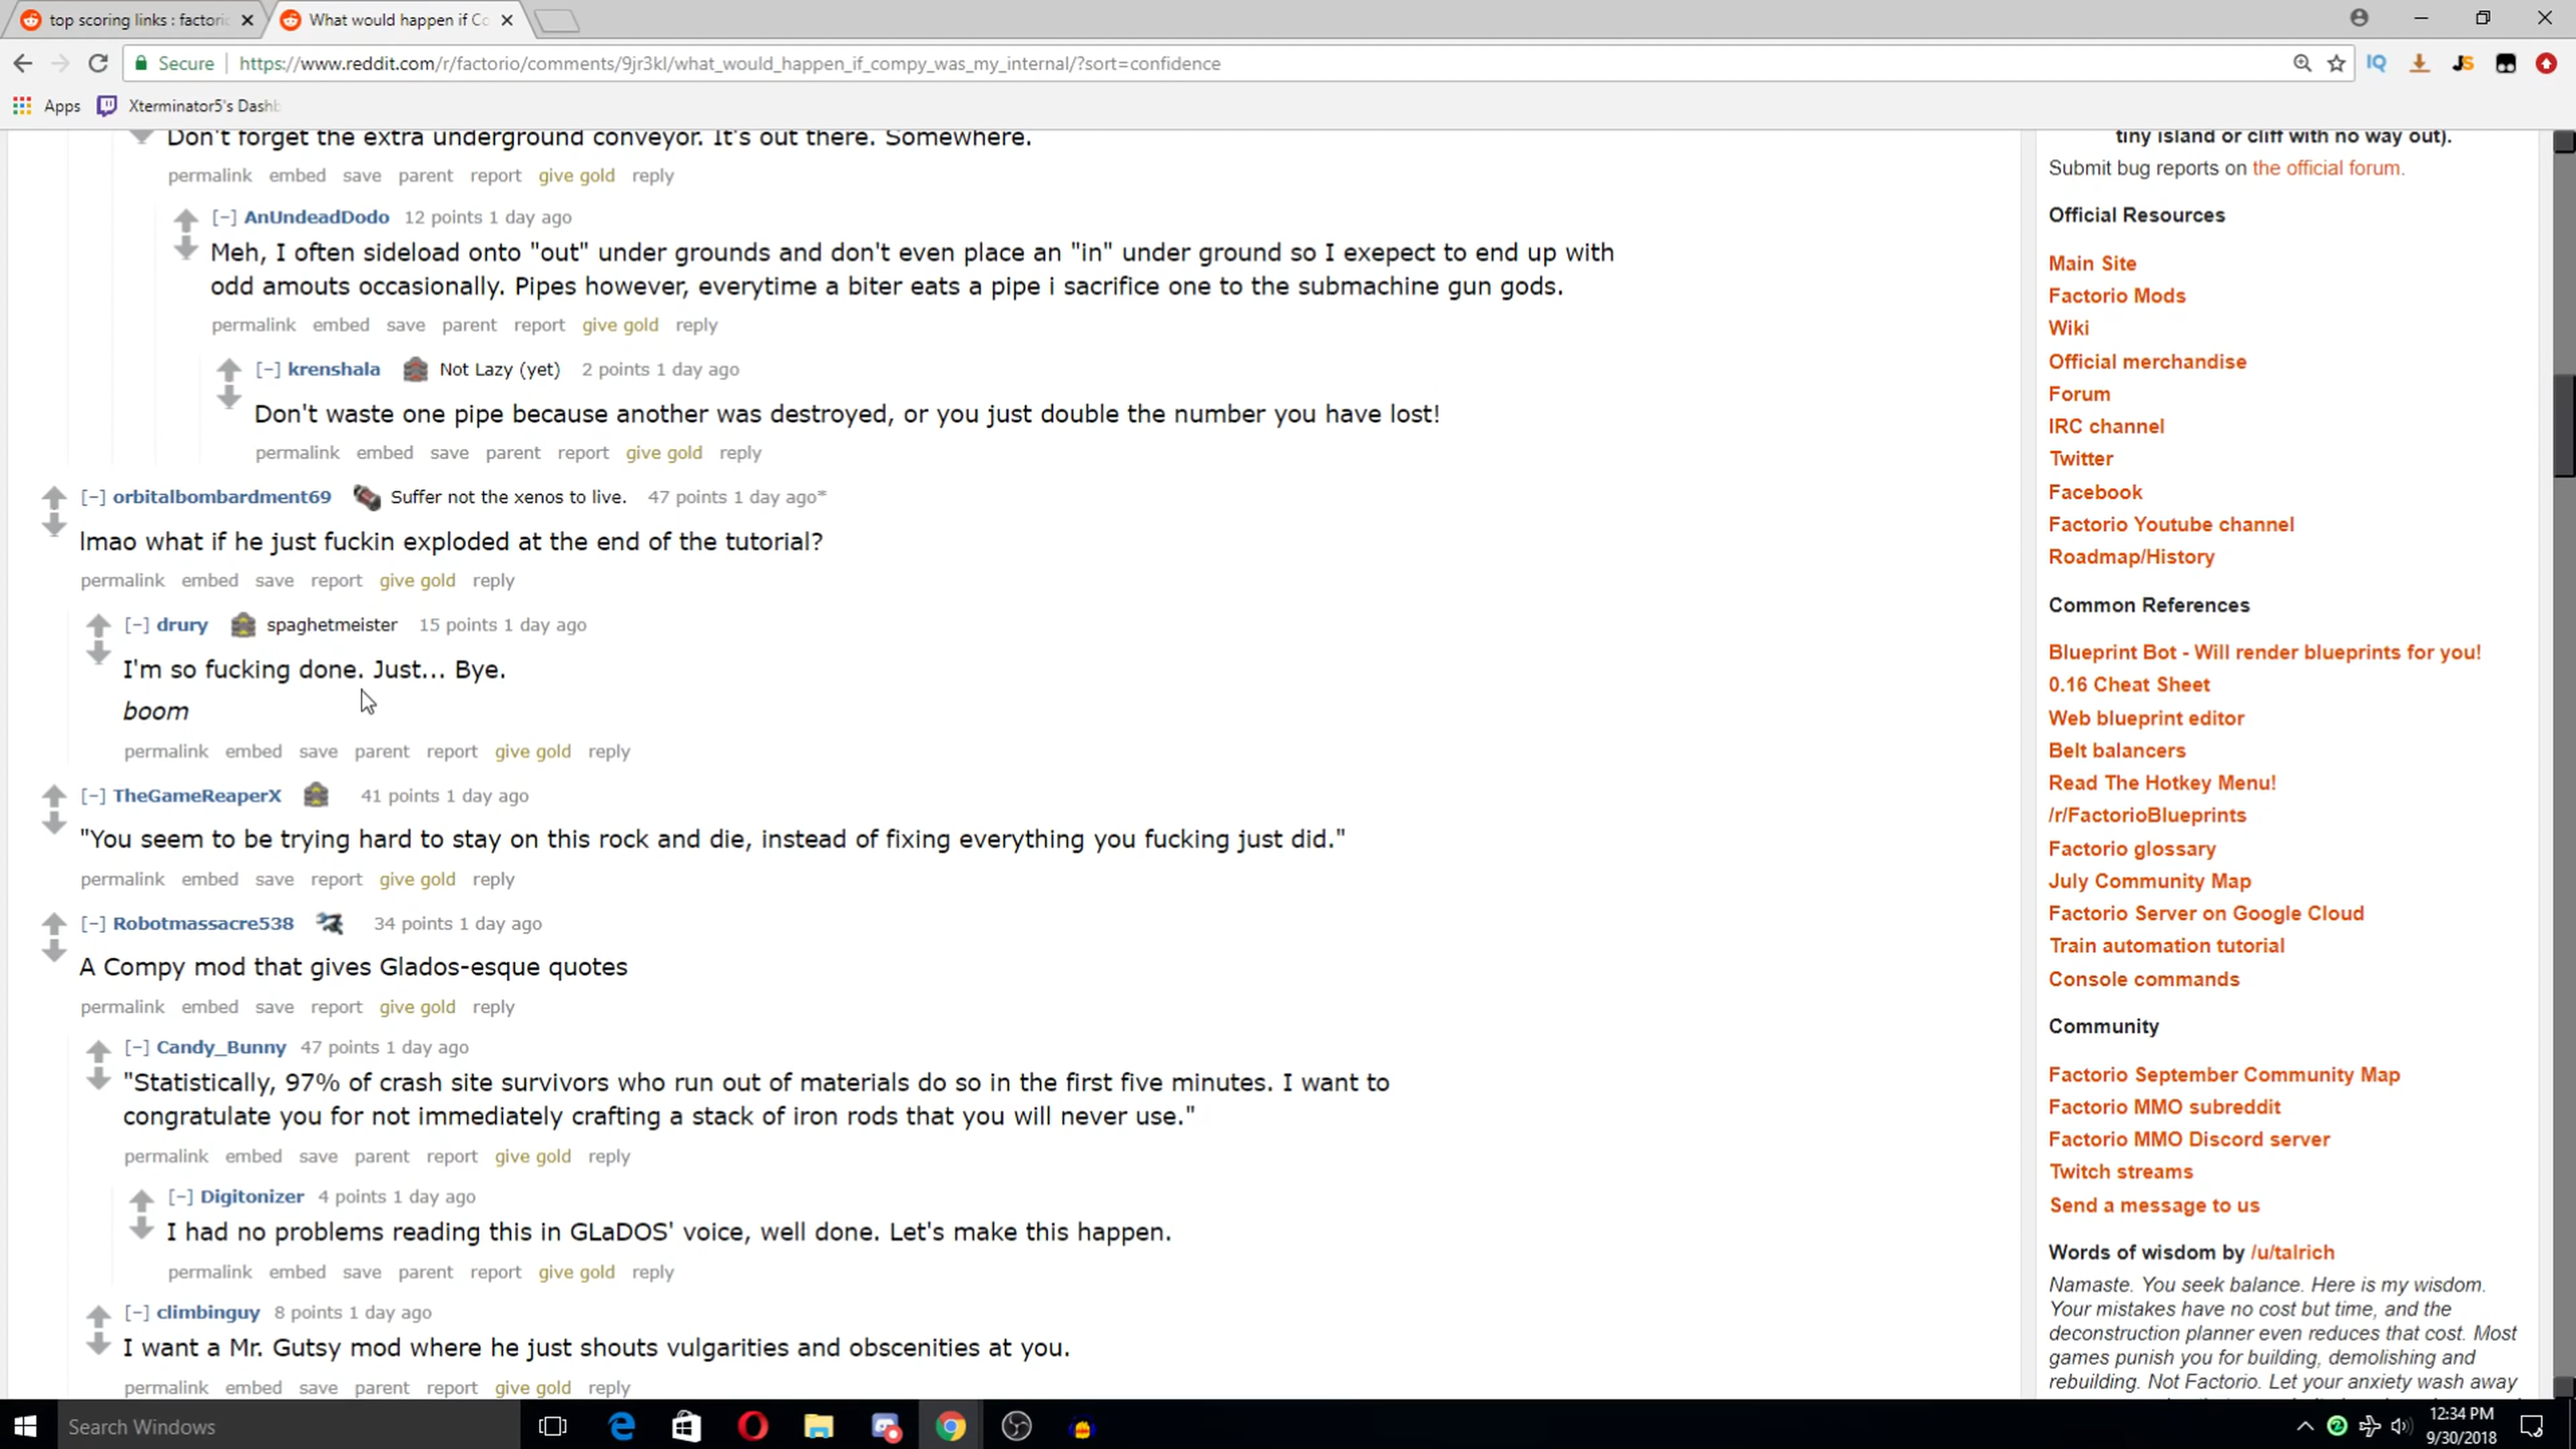 top scoring links : factori
What would happen if Co
Secure
https://www.reddit.com/r/factorio/comments/9jr3kl/what_would_happen_if_compy_was_my_internal/?sort=confidence
IQ
JS
Apps
Xterminator5's Dashb
Don't forget the extra underground conveyor. It's out there. Somewhere.
permalink embed save parent report give gold reply
[–] AnUndeadDodo 12 points 1 day ago
Meh, I often sideload onto "out" under grounds and don't even place an "in" under ground so I exepect to end up with
odd amouts occasionally. Pipes however, everytime a biter eats a pipe i sacrifice one to the submachine gun gods.
permalink embed save parent report give gold reply
[–] krenshala Not Lazy (yet) 2 points 1 day ago
Don't waste one pipe because another was destroyed, or you just double the number you have lost!
permalink embed save parent report give gold reply
[–] orbitalbombardment69 Suffer not the xenos to live. 47 points 1 day ago*
lmao what if he just fuckin exploded at the end of the tutorial?
permalink embed save report give gold reply
[–] drury spaghetmeister 15 points 1 day ago
I'm so fucking done. Just... Bye.
boom
permalink embed save parent report give gold reply
[–] TheGameReaperX 41 points 1 day ago
"You seem to be trying hard to stay on this rock and die, instead of fixing everything you fucking just did."
permalink embed save report give gold reply
[–] Robotmassacre538 34 points 1 day ago
A Compy mod that gives Glados-esque quotes
permalink embed save report give gold reply
[–] Candy_Bunny 47 points 1 day ago
"Statistically, 97% of crash site survivors who run out of materials do so in the first five minutes. I want to
congratulate you for not immediately crafting a stack of iron rods that you will never use."
permalink embed save parent report give gold reply
[–] Digitonizer 4 points 1 day ago
I had no problems reading this in GLaDOS' voice, well done. Let's make this happen.
permalink embed save parent report give gold reply
[–] climbinguy 8 points 1 day ago
I want a Mr. Gutsy mod where he just shouts vulgarities and obscenities at you.
permalink embed save parent report give gold reply
tiny island or cliff with no way out).
Submit bug reports on the official forum.
Official Resources
Main Site
Factorio Mods
Wiki
Official merchandise
Forum
IRC channel
Twitter
Facebook
Factorio Youtube channel
Roadmap/History
Common References
Blueprint Bot - Will render blueprints for you!
0.16 Cheat Sheet
Web blueprint editor
Belt balancers
Read The Hotkey Menu!
/r/FactorioBlueprints
Factorio glossary
July Community Map
Factorio Server on Google Cloud
Train automation tutorial
Console commands
Community
Factorio September Community Map
Factorio MMO subreddit
Factorio MMO Discord server
Twitch streams
Send a message to us
Words of wisdom by /u/talrich
Namaste. You seek balance. Here is my wisdom.
Your mistakes have no cost but time, and the
deconstruction planner even reduces that cost. Most
games punish you for building, demolishing and
rebuilding. Not Factorio. Let your anxiety wash away
Search Windows
12:34 PM
9/30/2018